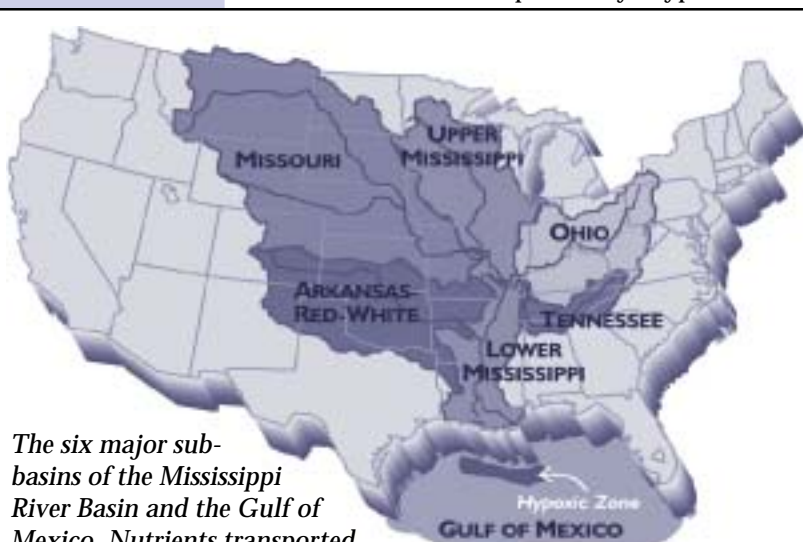 MISSOURI
UPPER
MISSISSIPPI
OHIO
ARKANSAS-
RED-WHITE
TENNESSEE
LOWER
MISSISSIPPI
The six major sub-
basins of the Mississippi
River Basin and the Gulf of
Mexico. Nutrients transported
Hypoxic Zone
GULF OF MEXICO